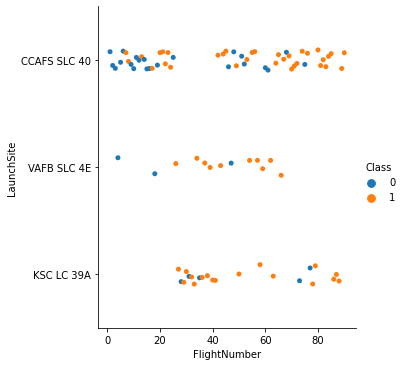 CCAFS SLC 40
VAFB SLC 4E
KSC LC 39A
LaunchSite
0 20 40 60 80
FlightNumber
Class
0
1